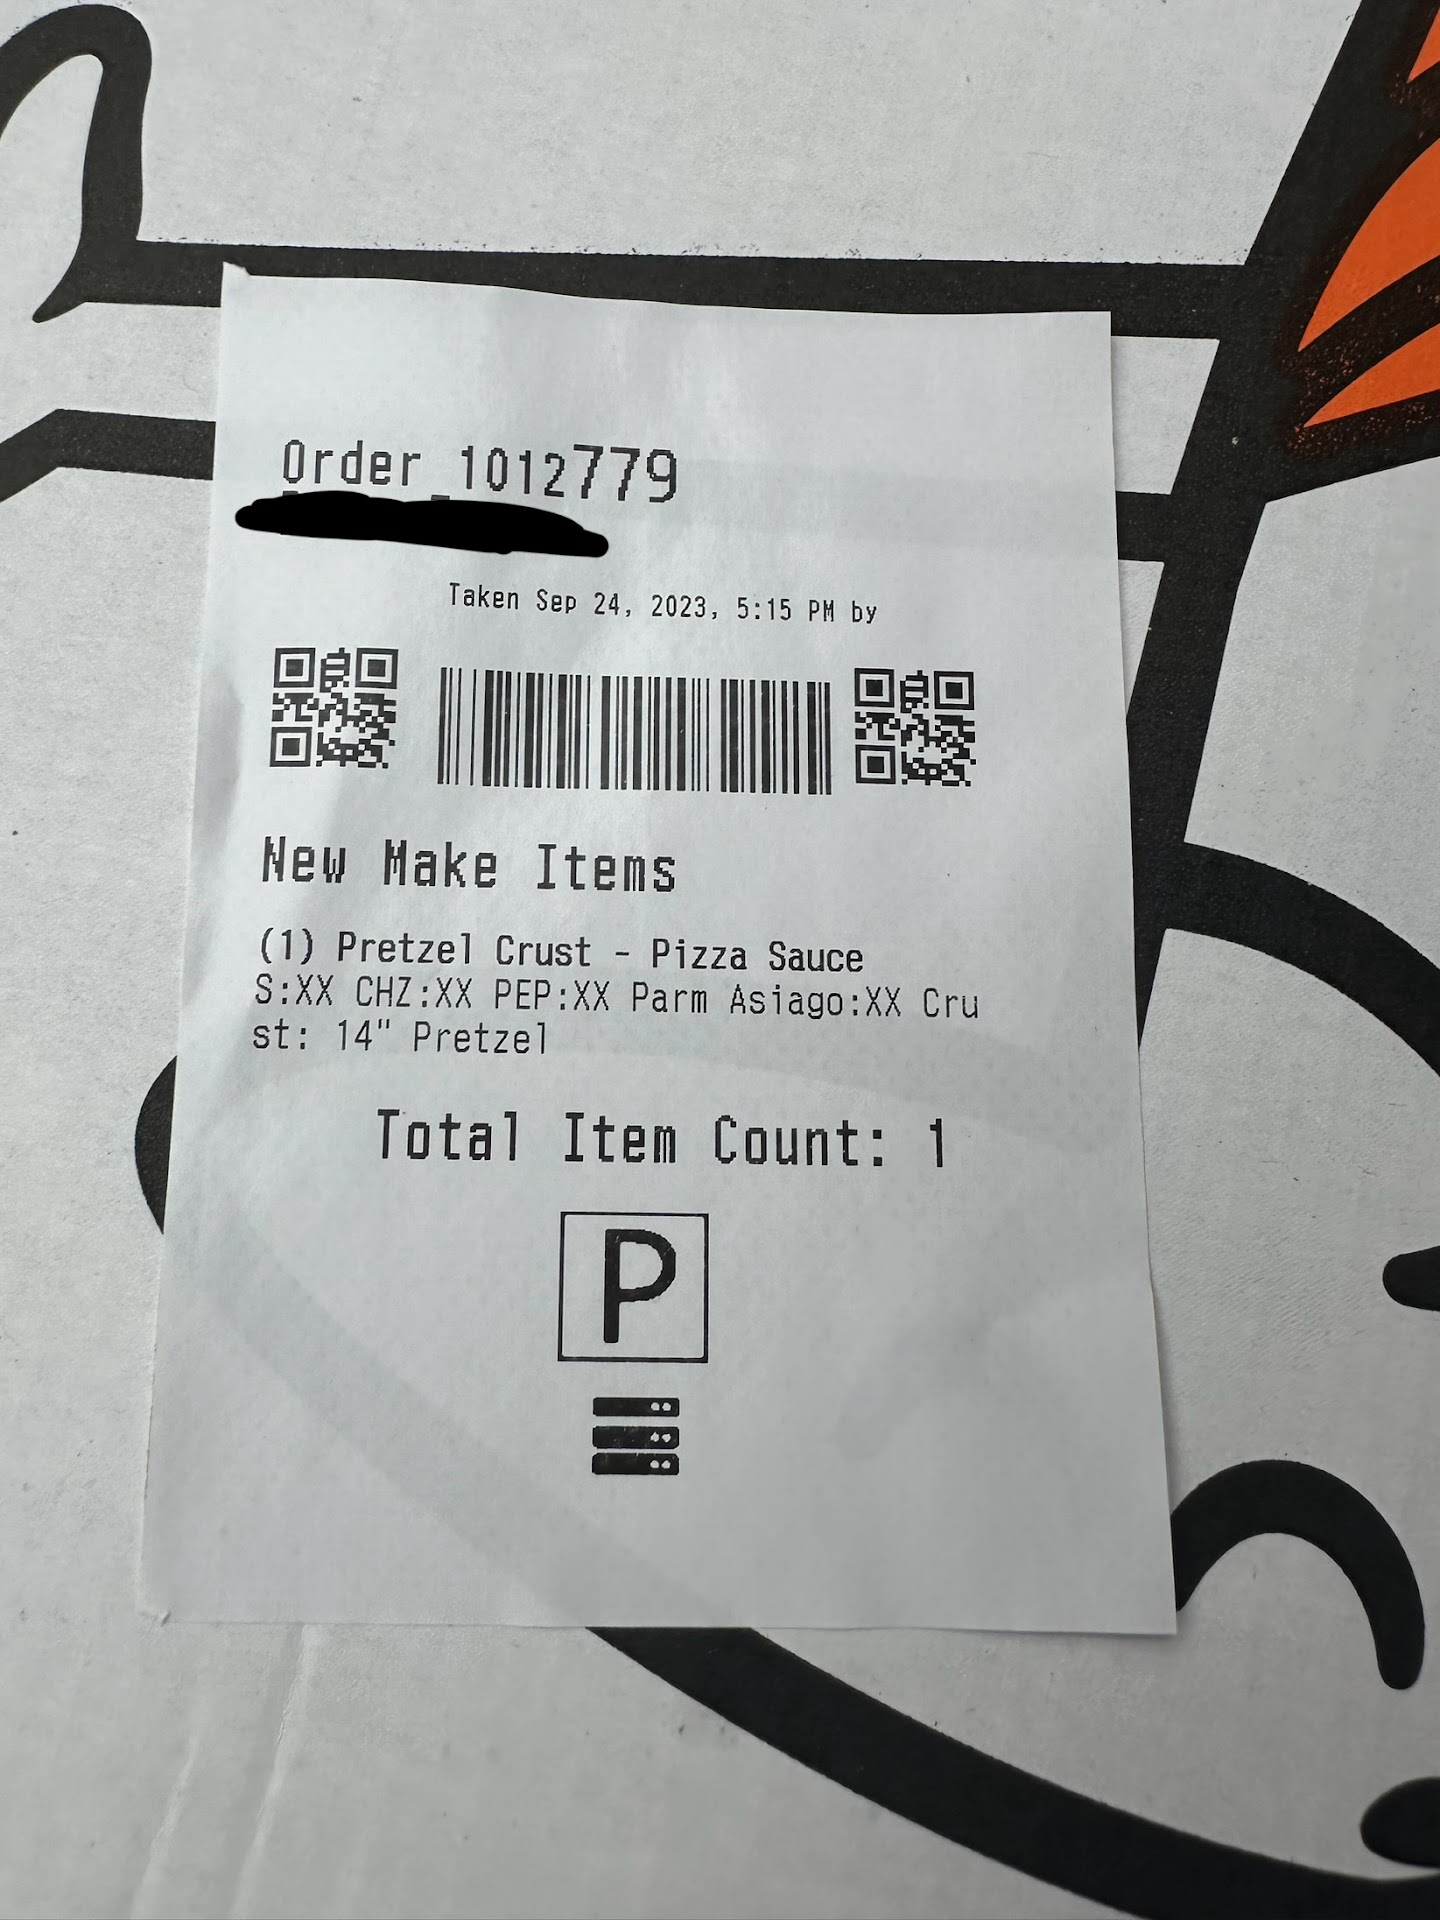 Order 1012779
Taken Sep 24, 2023, 5:15 PM by
New Make Items
(1) Pretzel Crust - Pizza Sauce
S:XX CHZ:XX PEP:XX Parm Asiago:XX Cru
st: 14" Pretzel
Total Item Count: 1
P